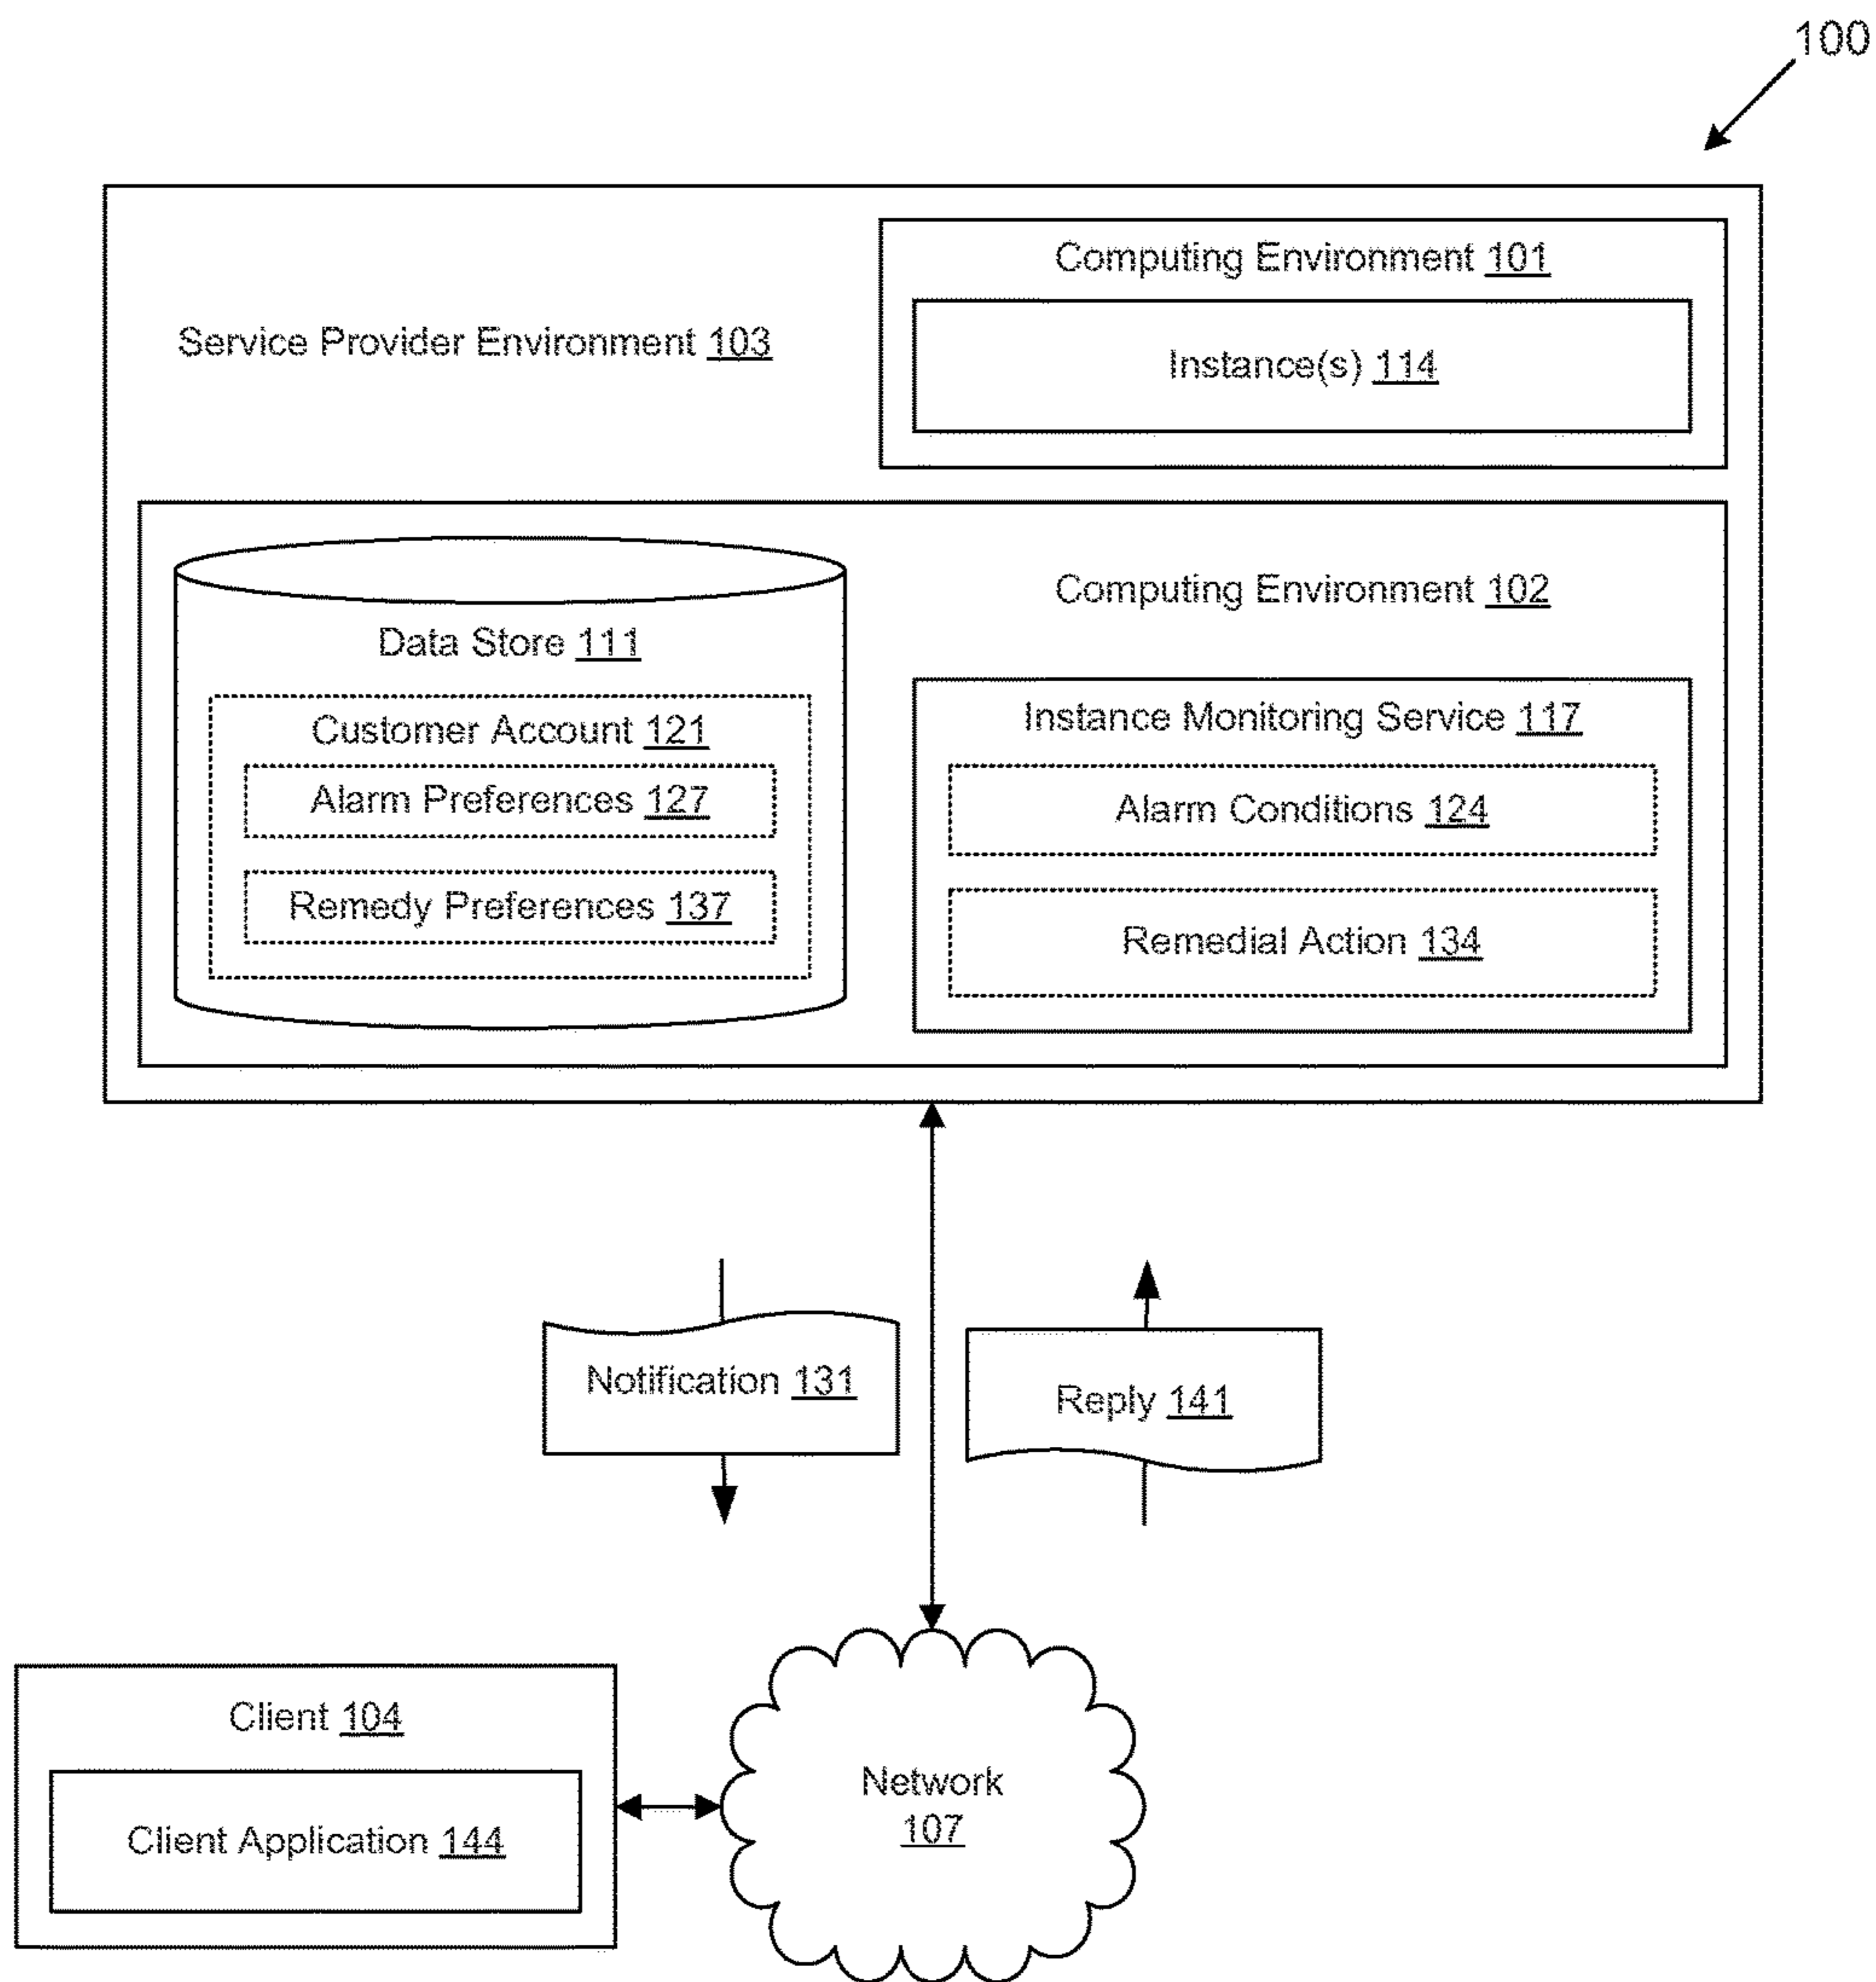 100
Computing Environment 101
Service Provider Environment 103
Instance(s) 114
Computing Environment 102
Data Store 111
Customer Account 121
Alarm Preferences 127
Remedy Preferences 137
Instance Monitoring Service 117
Alarm Conditions 124
Remedial Action 134
Notification 131
Reply 141
Client 104
Client Application 144
Network
107